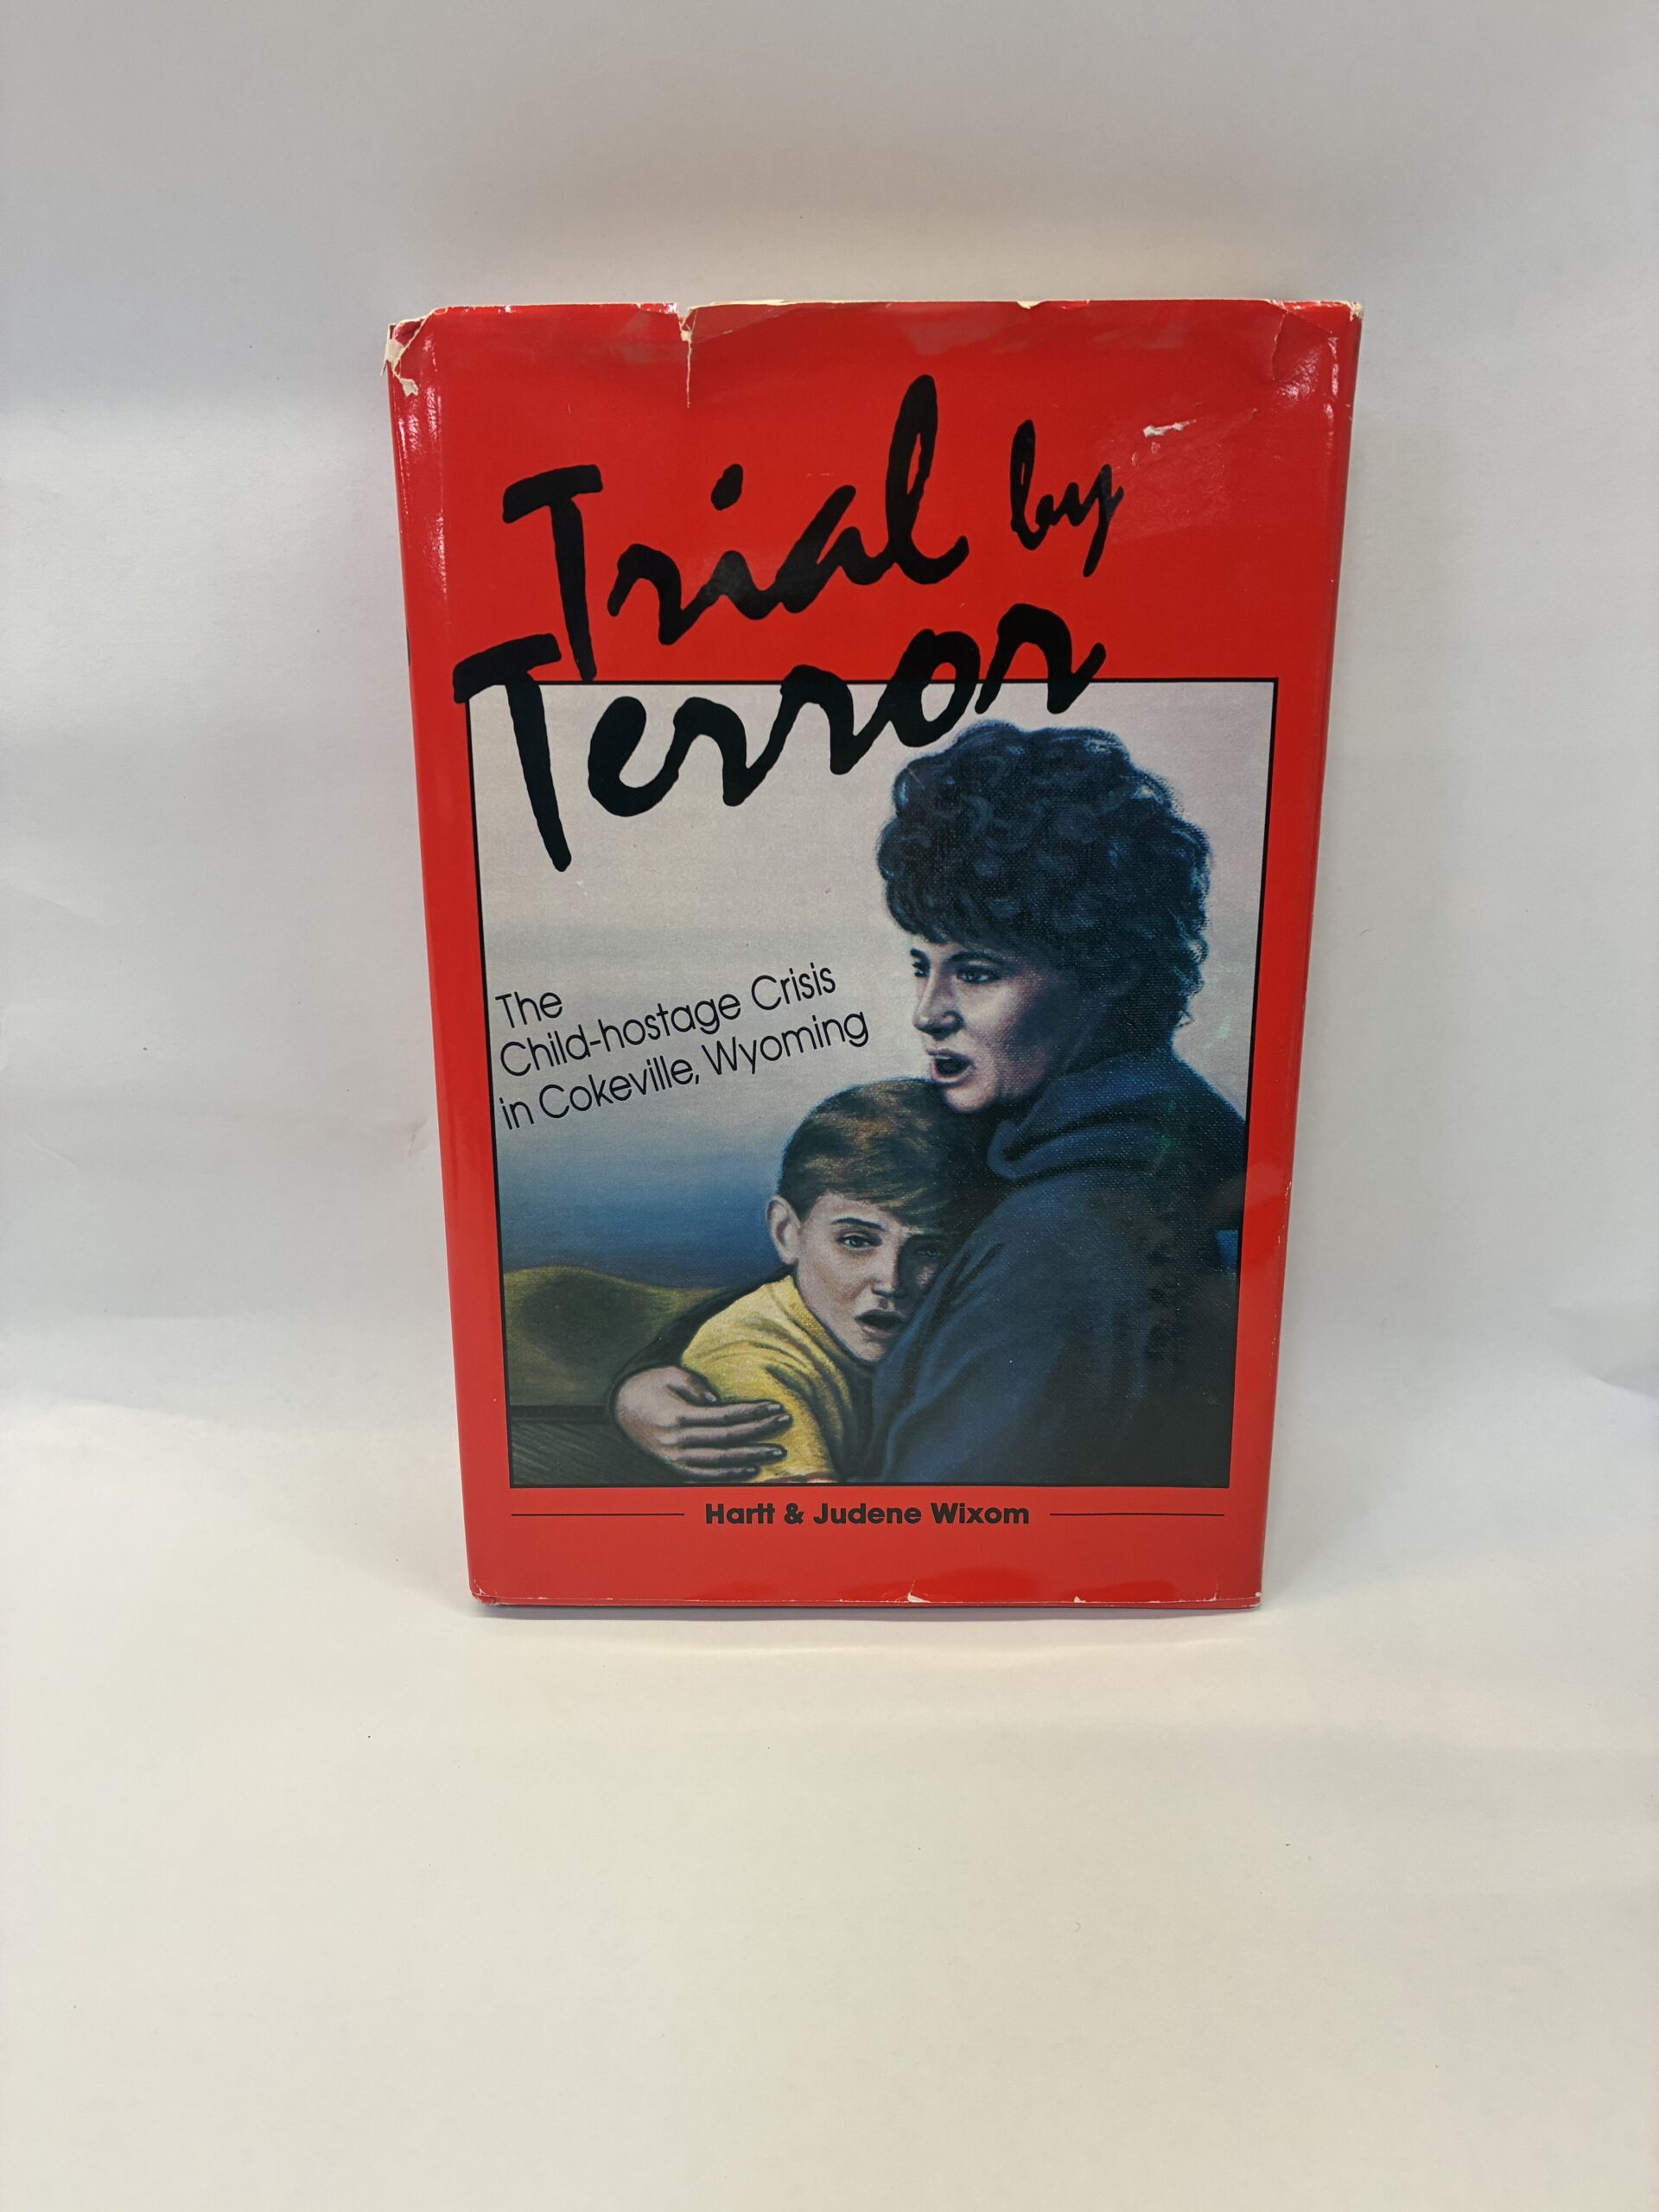 Trial by
Terror
The
Child-hostage Crisis
in Cokeville, Wyoming
Hartt & Judene Wixom